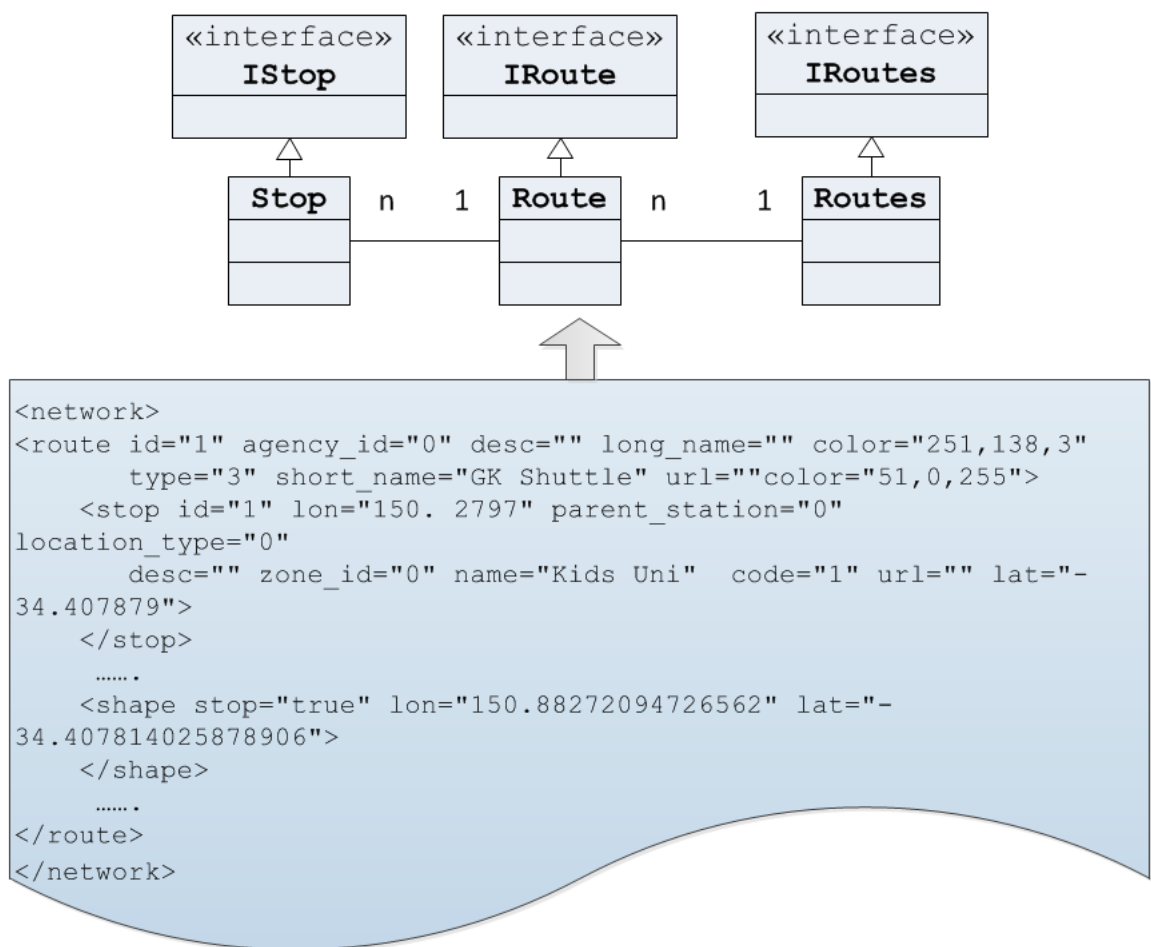 «interface»
IStop
«interface»
IRoute
«interface»
IRoutes
Stop
n
1
Route
n
1
Routes
<network>
<route id="1" agency_id="0" desc="" long_name="" color="251,138,3"
type="3" short_name="GK Shuttle" url=""color="51,0,255">
<stop id="1" lon="150. 2797" parent_station="0"
location_type="0"
desc="" zone_id="0" name="Kids Uni"  code="1" url="" lat="-
34.407879">
</stop>
…….
<shape stop="true" lon="150.88272094726562" lat="-
34.407814025878906">
</shape>
…….
</route>
</network>